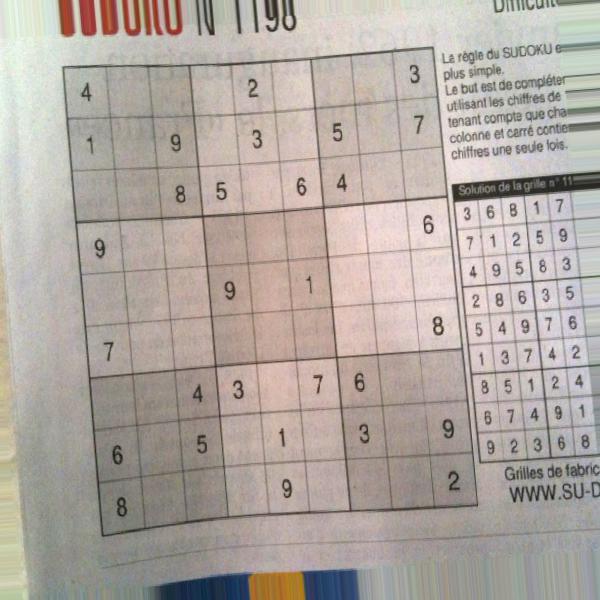 SUDOKU N°1198
Difficult
La règle du SUDOKU e
plus simple.
Le but est de compléter
utilisant les chiffres de
tenant compte que cha
colonne et carré contie
chiffres une seule fois.
4 2 3
1 9 3 5 7
8 5 6 4
9 6
9 1
7 8
4 3 7 6
6 5 1 3 9
8 9 2
Solution de la grille n° 11
3 6 8 1 7
7 1 2 5 9
4 9 5 8 3
2 8 6 3 5
5 4 9 7 6
1 3 7 4 2
8 5 1 2 4
6 7 4 9 1
9 2 3 6 8
Grilles de fabric
WWW.SU-D